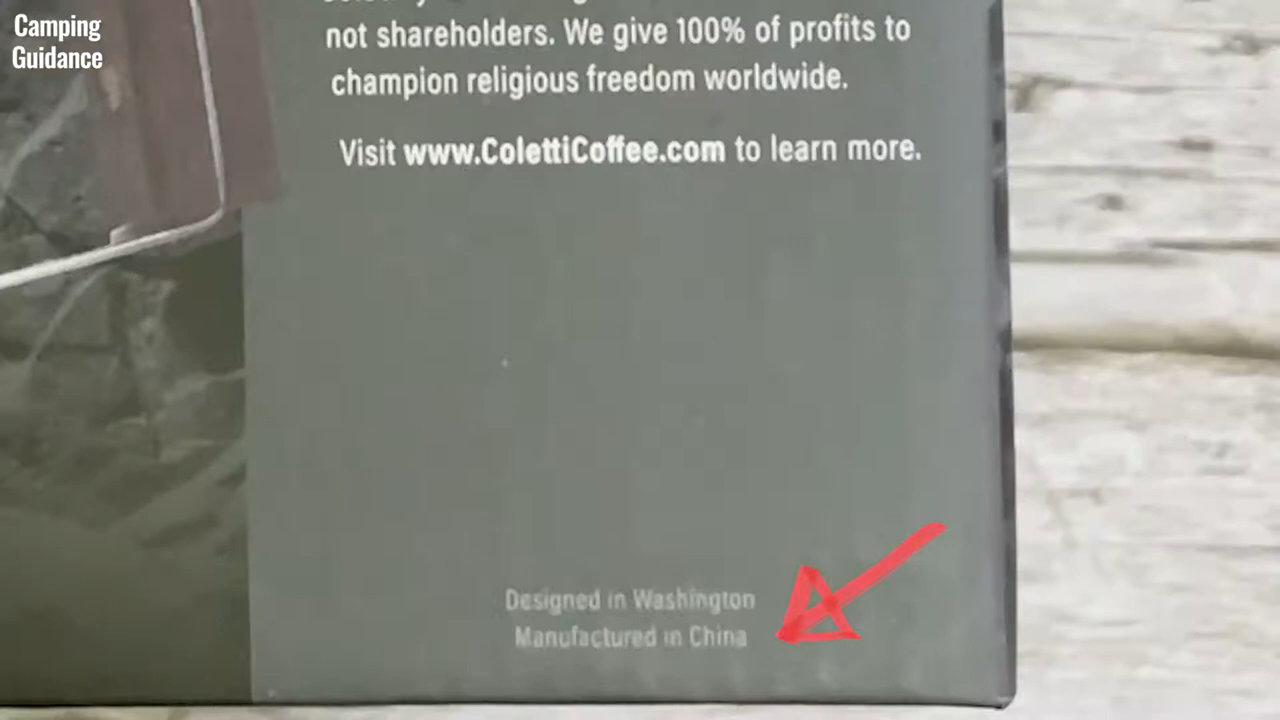 Camping
Guidance
not shareholders. We give 100% of profits to
champion religious freedom worldwide.
Visit www.ColettiCoffee.com to learn more.
Designed in Washington
Manufactured in China